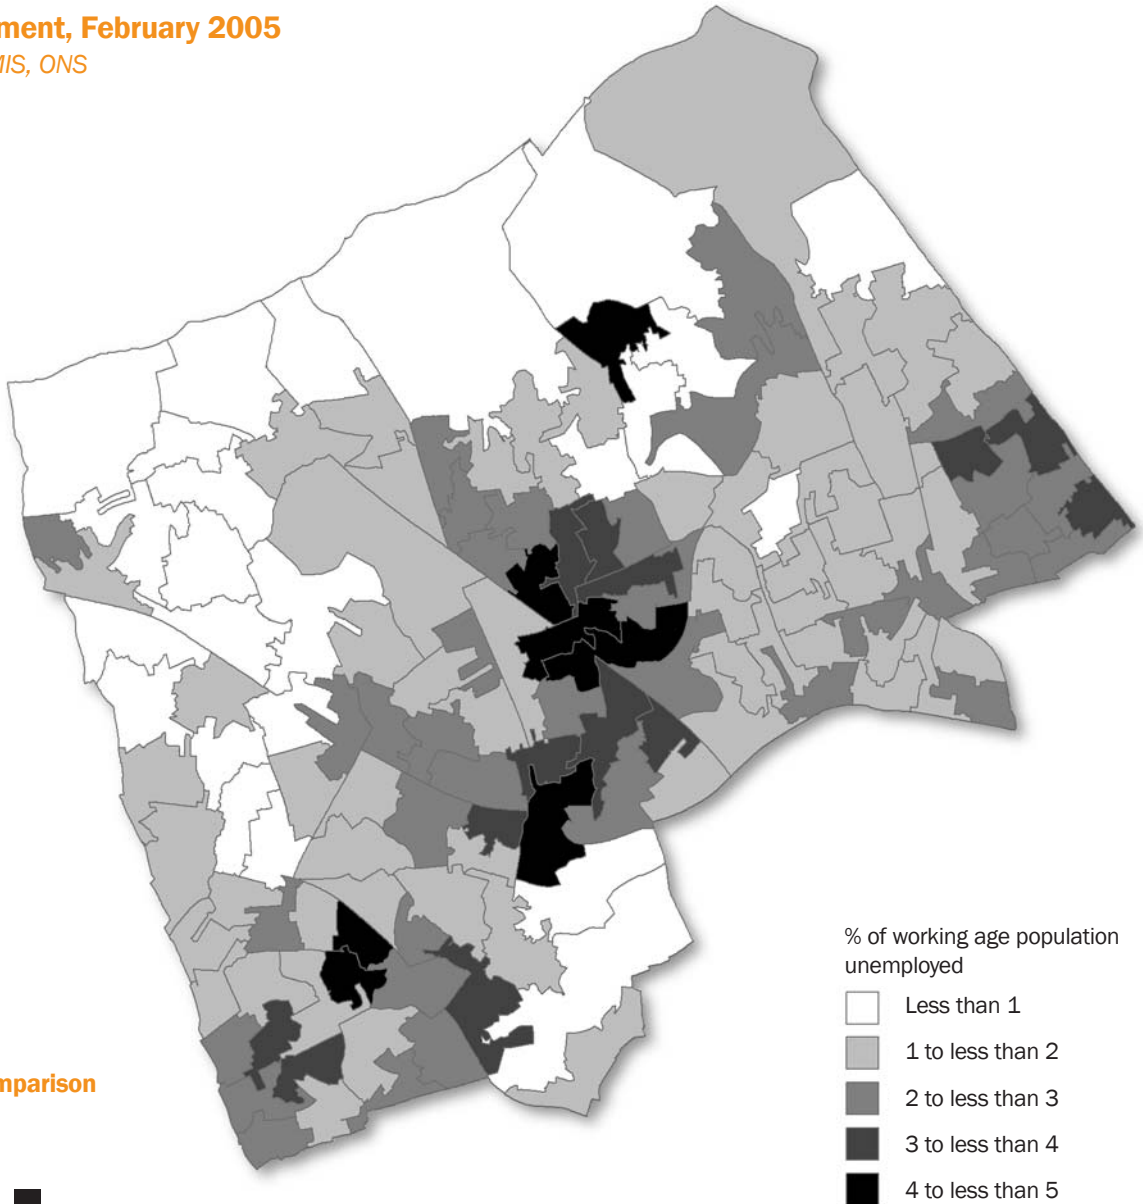 ment, February 2005
MIS, ONS
% of working age population
unemployed
Less than 1
1 to less than 2
2 to less than 3
3 to less than 4
4 to less than 5
mparison